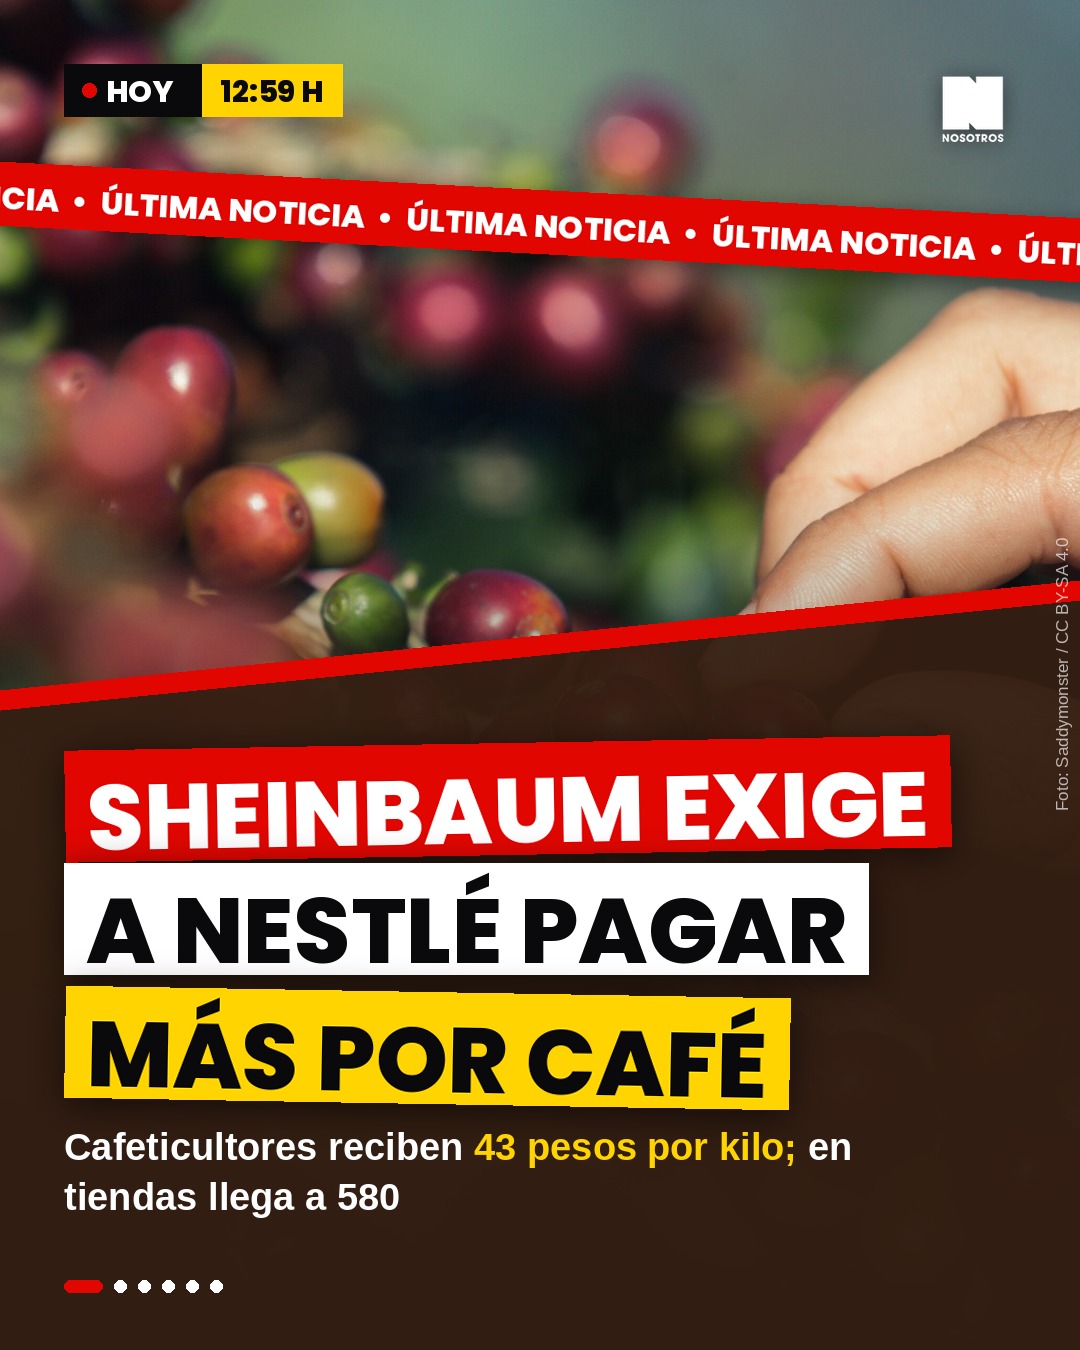 HOY 12:59 H
NOSOTROS
CIA • ÚLTIMA NOTICIA • ÚLTIMA NOTICIA • ÚLTIMA NOTICIA • ÚLTI
Foto: Saddymonster / CC BY-SA 4.0
SHEINBAUM EXIGE
A NESTLÉ PAGAR
MÁS POR CAFÉ
Cafeticultores reciben 43 pesos por kilo; en
tiendas llega a 580